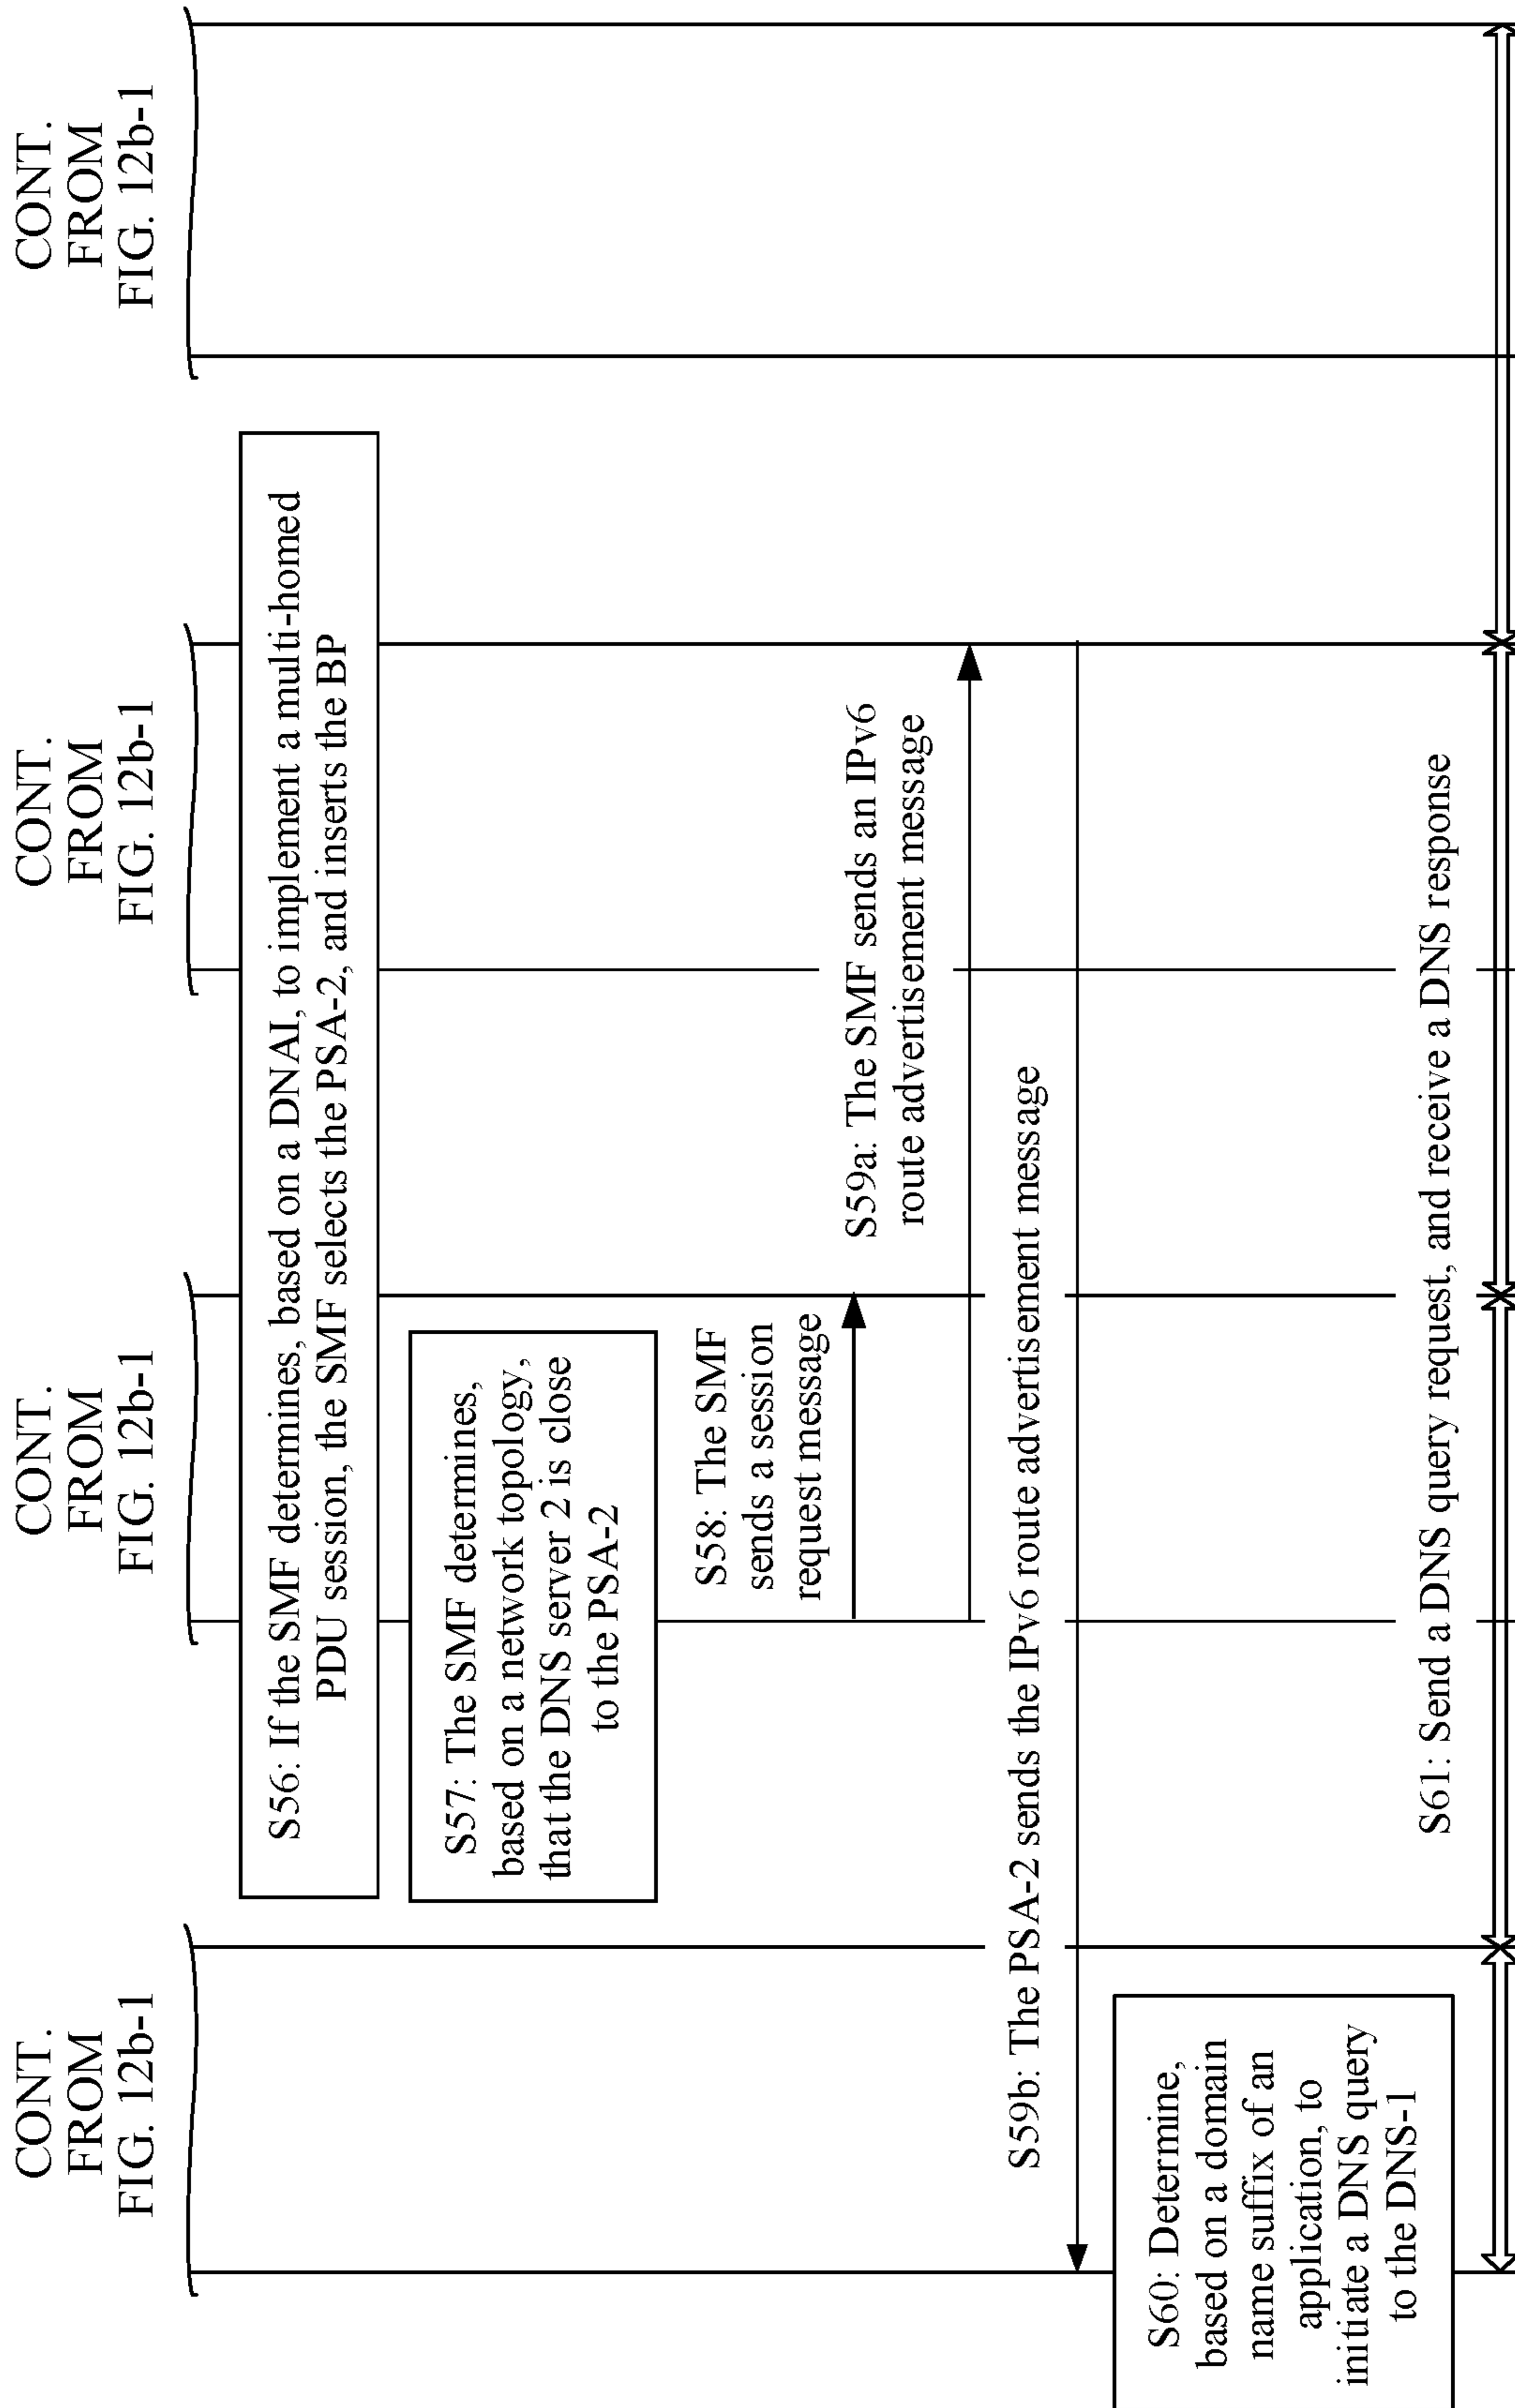 CONT.
FROM
FIG. 12b-1
CONT.
FROM
FIG. 12b-1
CONT.
FROM
FIG. 12b-1
CONT.
FROM
FIG. 12b-1
S56: If the SMF determines, based on a DNAI, to implement a multi-homed
PDU session, the SMF selects the PSA-2, and inserts the BP
S57: The SMF determines,
based on a network topology,
that the DNS server 2 is close
to the PSA-2
S58: The SMF
sends a session
request message
S59a: The SMF sends an IPv6
route advertisement message
S59b: The PSA-2 sends the IPv6 route advertisement message
S60: Determine,
based on a domain
name suffix of an
application, to
initiate a DNS query
to the DNS-1
S61: Send a DNS query request, and receive a DNS response